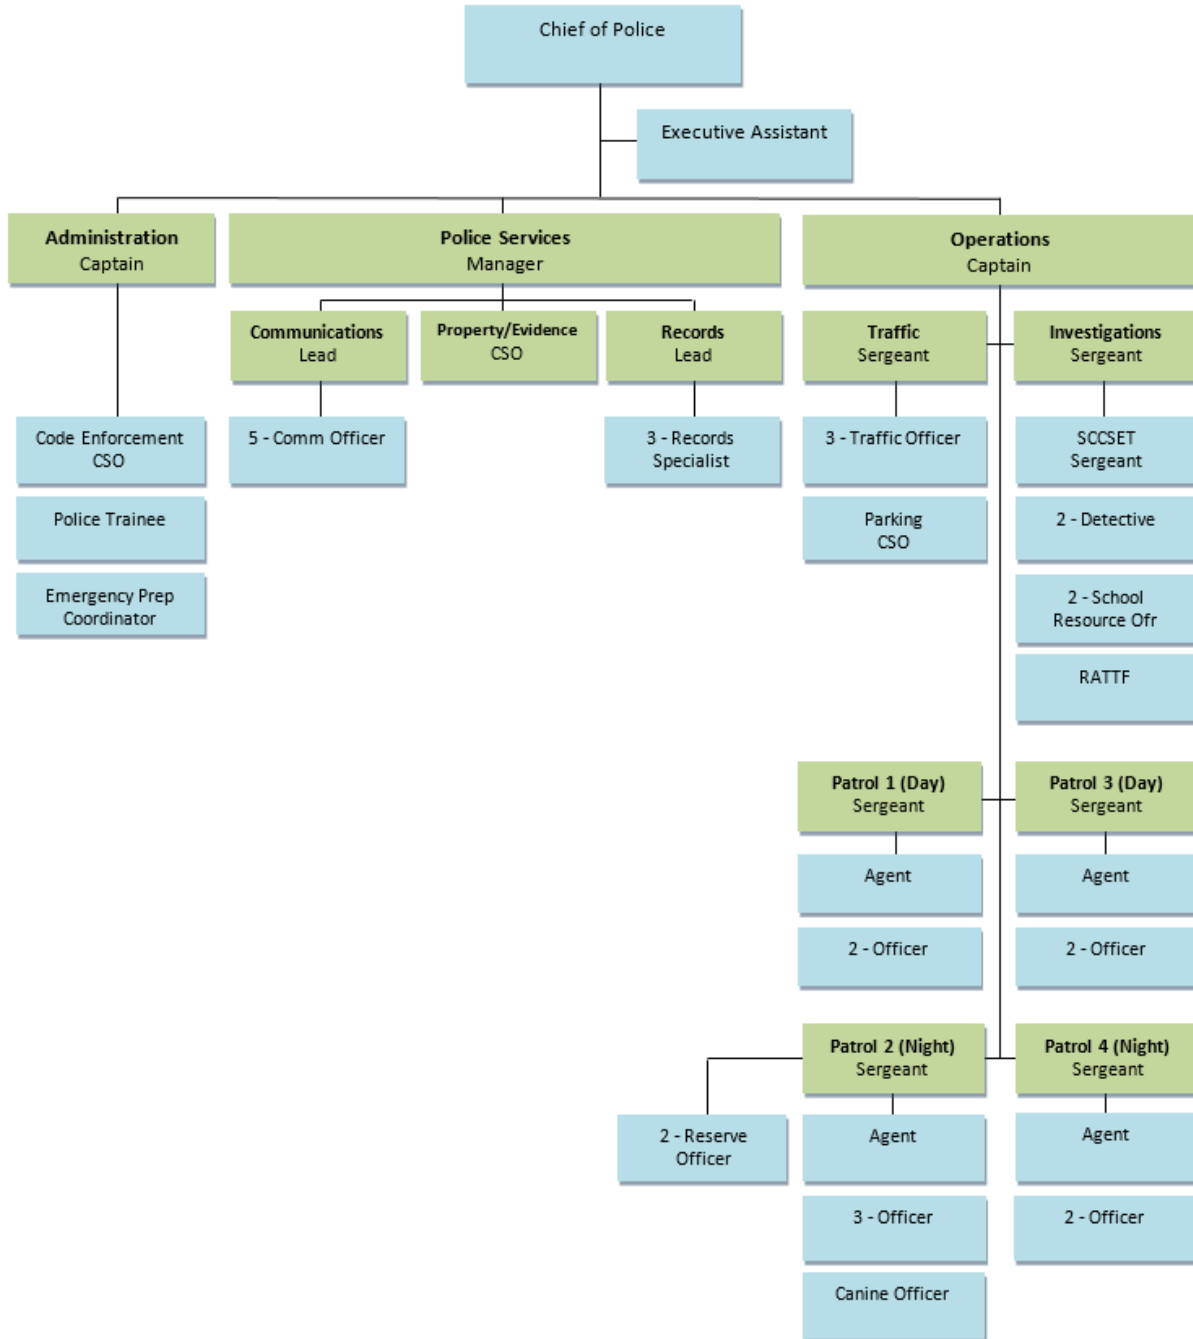 Chief of Police
Executive Assistant
Administration
Captain
Police Services
Manager
Operations
Captain
Communications
Lead
Property/Evidence
CSO
Records
Lead
Traffic
Sergeant
Investigations
Sergeant
Code Enforcement
CSO
Police Trainee
Emergency Prep
Coordinator
5 - Comm Officer
3 - Records
Specialist
3 - Traffic Officer
Parking
CSO
SCCSET
Sergeant
2 - Detective
2 - School
Resource Ofr
RATTF
Patrol 1 (Day)
Sergeant
Agent
2 - Officer
Patrol 3 (Day)
Sergeant
Agent
2 - Officer
Patrol 2 (Night)
Sergeant
2 - Reserve
Officer
Agent
3 - Officer
Canine Officer
Patrol 4 (Night)
Sergeant
Agent
2 - Officer